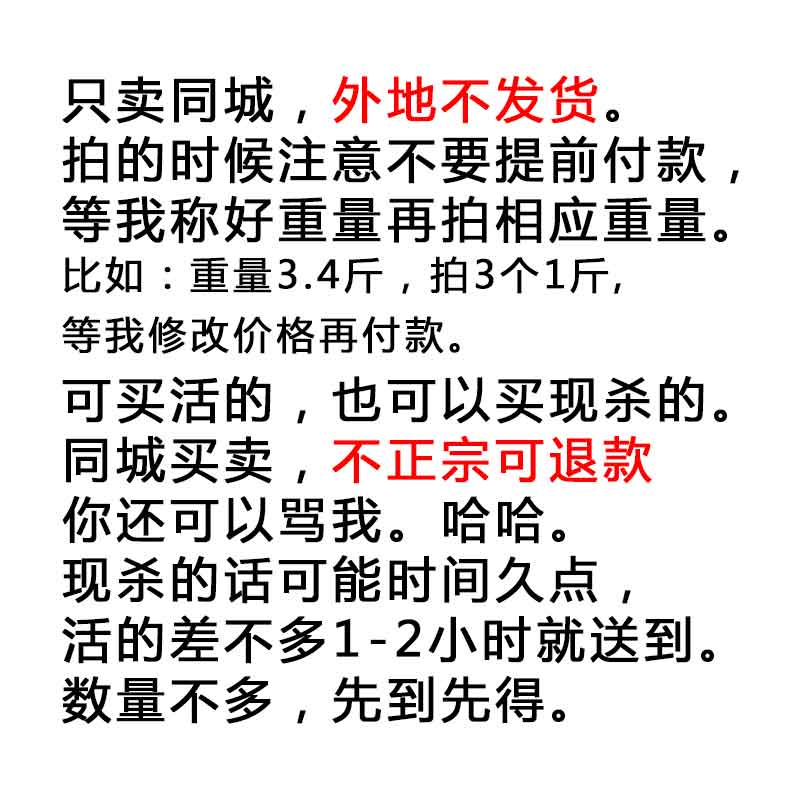 只卖同城，外地不发货。
拍的时候注意不要提前付款，
等我称好重量再拍相应重量。
比如：重量3.4斤，拍3个1斤,
等我修改价格再付款。
可买活的，也可以买现杀的。
同城买卖，不正宗可退款
你还可以骂我。哈哈。
现杀的话可能时间久点，
活的差不多1-2小时就送到。
数量不多，先到先得。